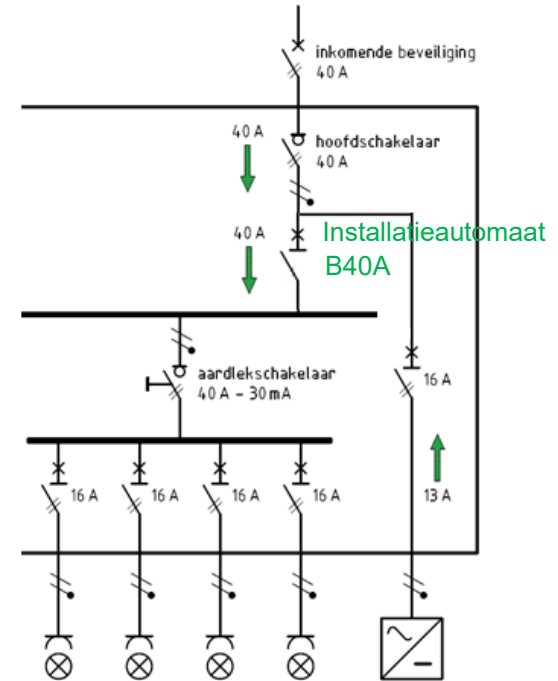 inkomende beveiliging
40 A
40 A
hoofdschakelaar
40 A
40 A
Installatieautomaat
B40A
aardlekschakelaar
40 A – 30 mA
16 A
16 A
16 A
16 A
16 A
13 A